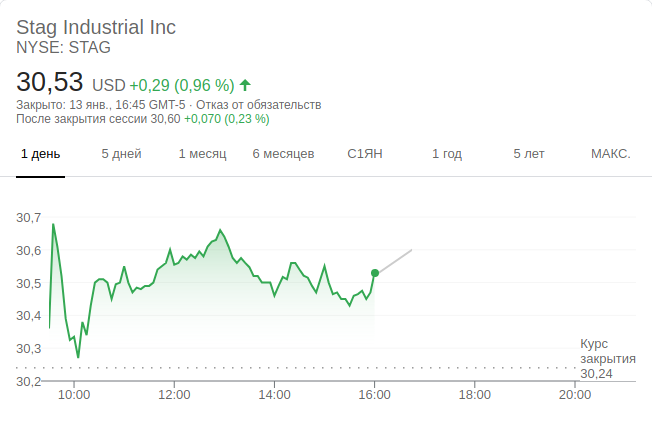 Stag Industrial Inc
NYSE: STAG
30,53 USD +0,29 (0,96 %)
Закрыто: 13 янв., 16:45 GMT-5 · Отказ от обязательств
После закрытия сессии 30,60 +0,070 (0,23 %)
1 день 5 дней 1 месяц 6 месяцев С1ЯН 1 год 5 лет МАКС.
30,7
30,6
30,5
30,4
30,3
30,2
Курс
закрытия
30,24
10:00 12:00 14:00 16:00 18:00 20:00